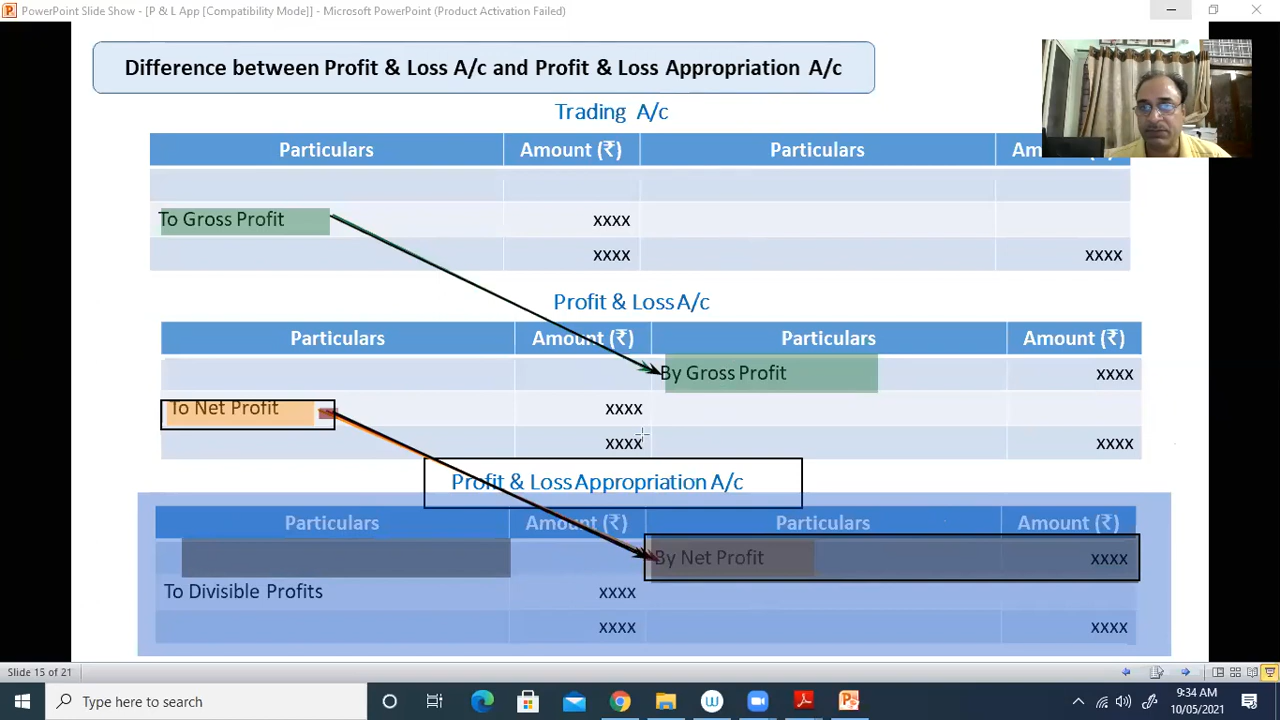 PowerPoint Slide Show - [P & L App [Compatibility Mode]] - Microsoft PowerPoint (Product Activation Failed)
Difference between Profit & Loss A/c and Profit & Loss Appropriation A/c
Trading A/c
Particulars Amount (₹) Particulars
To Gross Profit xxxx
xxxx xxxx
Profit & Loss A/c
Particulars Amount (₹) Particulars Amount (₹)
By Gross Profit xxxx
To Net Profit xxxx
xxxx xxxx
Profit & Loss Appropriation A/c
Particulars Amount (₹) Particulars Amount (₹)
By Net Profit xxxx
To Divisible Profits xxxx
xxxx xxxx
Slide 15 of 21
Type here to search
9:34 AM
10/05/2021